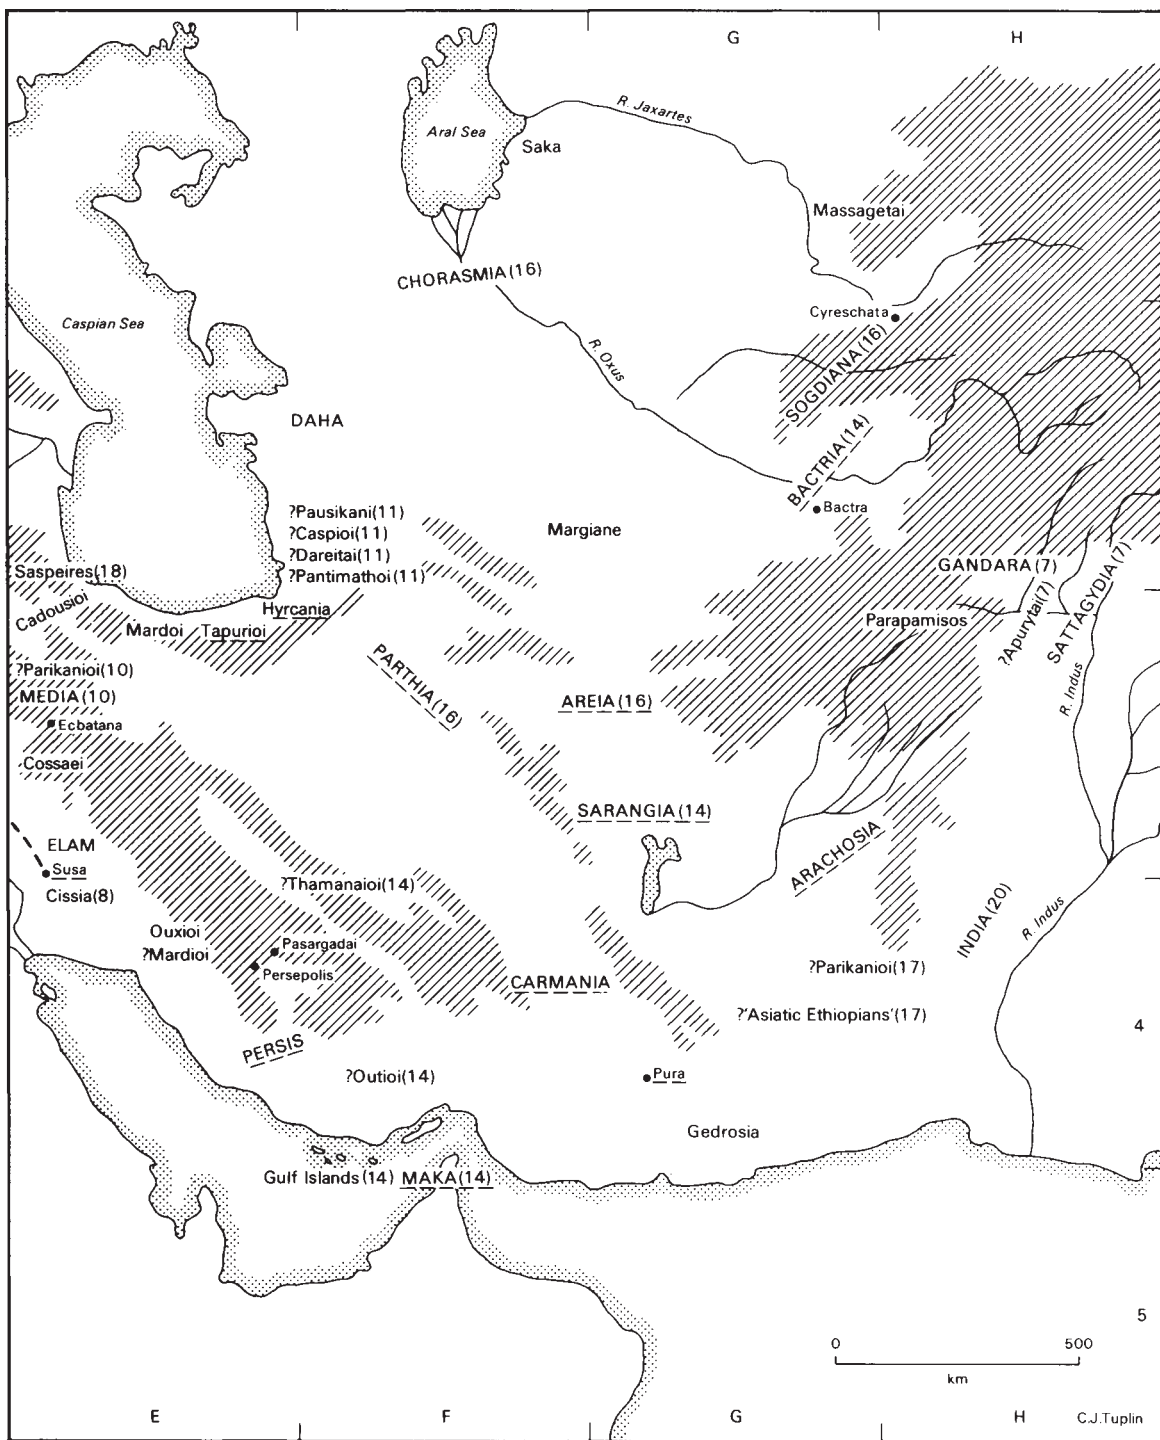 G
H
R. Jaxartes
Aral Sea
Saka
Massagetai
CHORASMIA(16)
Cyreschata
Caspian Sea
R. Oxus
SOGDIANA(16)
DAHA
BACTRIA(14)
?Pausikani(11)
Bactra
?Caspioi(11)
Margiane
?Dareitai(11)
?Pantimathoi(11)
Saspeires(18)
GANDARA(7)
SATTAGYDIA(7)
Cadousioi
Hyrcania
Mardoi
Tapurioi
Parapamisos
?Apurytai(7)
?Parikanioi(10)
PARTHIA(16)
MEDIA(10)
AREIA(16)
R. Indus
Ecbatana
Cossaei
SARANGIA(14)
ELAM
ARACHOSIA
Susa
?Thamanaioi(14)
Cissia(8)
INDIA(20)
R. Indus
Ouxioi
Pasargadai
?Mardioi
Persepolis
?Parikanioi(17)
CARMANIA
?'Asiatic Ethiopians'(17)
4
PERSIS
?Outioi(14)
Pura
Gedrosia
Gulf Islands(14)
MAKA(14)
5
0
500
km
E
F
G
H
C.J.Tuplin